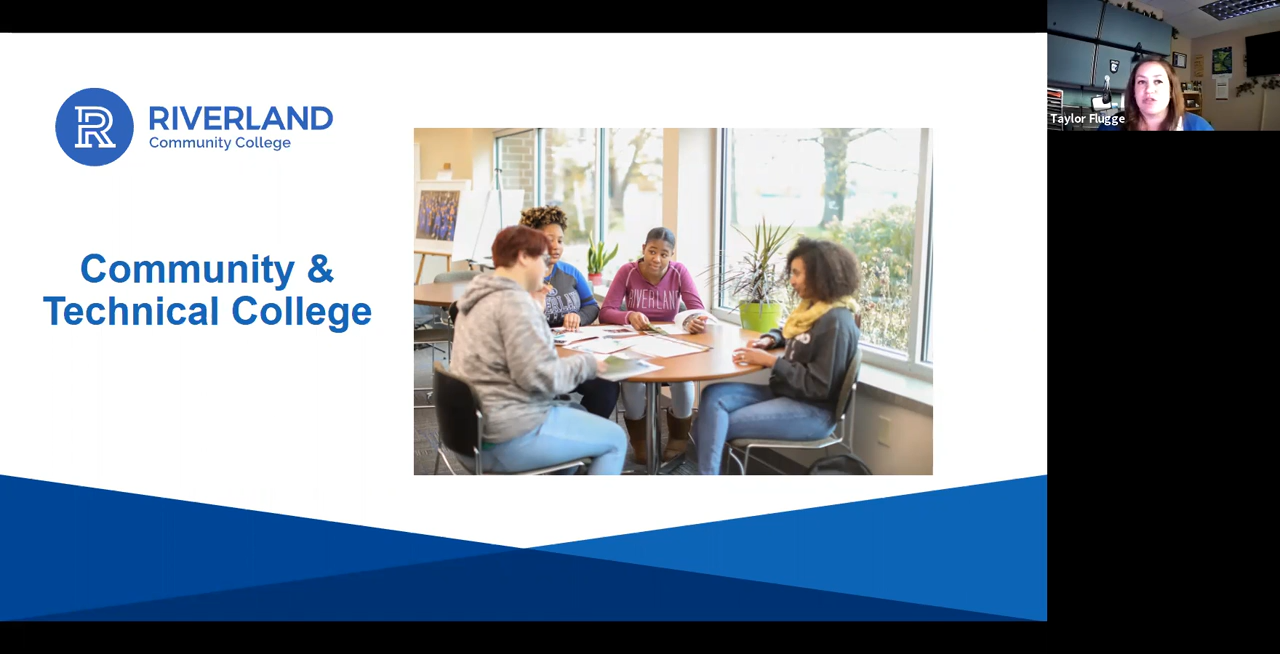 RIVERLAND
Community College
Community &
Technical College
RIVERLAND
Taylor Flugge